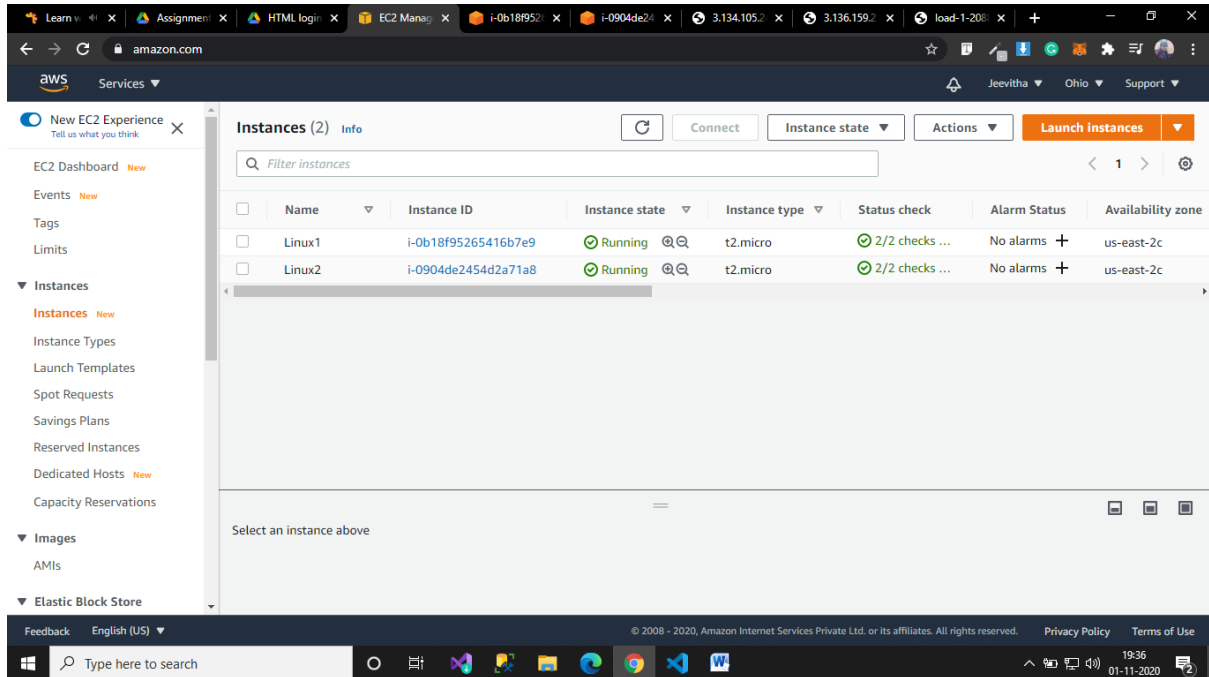 Learn w
Assignment
HTML login
EC2 Manag
i-0b18f952
i-0904de24
3.134.105.2
3.136.159.2
load-1-208
amazon.com
aws
Services
Jeevitha
Ohio
Support
New EC2 Experience
Tell us what you think
EC2 Dashboard New
Events New
Tags
Limits
Instances
Instances New
Instance Types
Launch Templates
Spot Requests
Savings Plans
Reserved Instances
Dedicated Hosts New
Capacity Reservations
Images
AMIs
Elastic Block Store
Instances (2) Info
Connect
Instance state
Actions
Launch instances
Filter instances
1
Name Instance ID Instance state Instance type Status check Alarm Status Availability zone
Linux1 i-0b18f95265416b7e9 Running t2.micro 2/2 checks ... No alarms + us-east-2c
Linux2 i-0904de2454d2a71a8 Running t2.micro 2/2 checks ... No alarms + us-east-2c
Select an instance above
Feedback English (US) © 2008 - 2020, Amazon Internet Services Private Ltd. or its affiliates. All rights reserved. Privacy Policy Terms of Use
Type here to search
19:36
01-11-2020
2